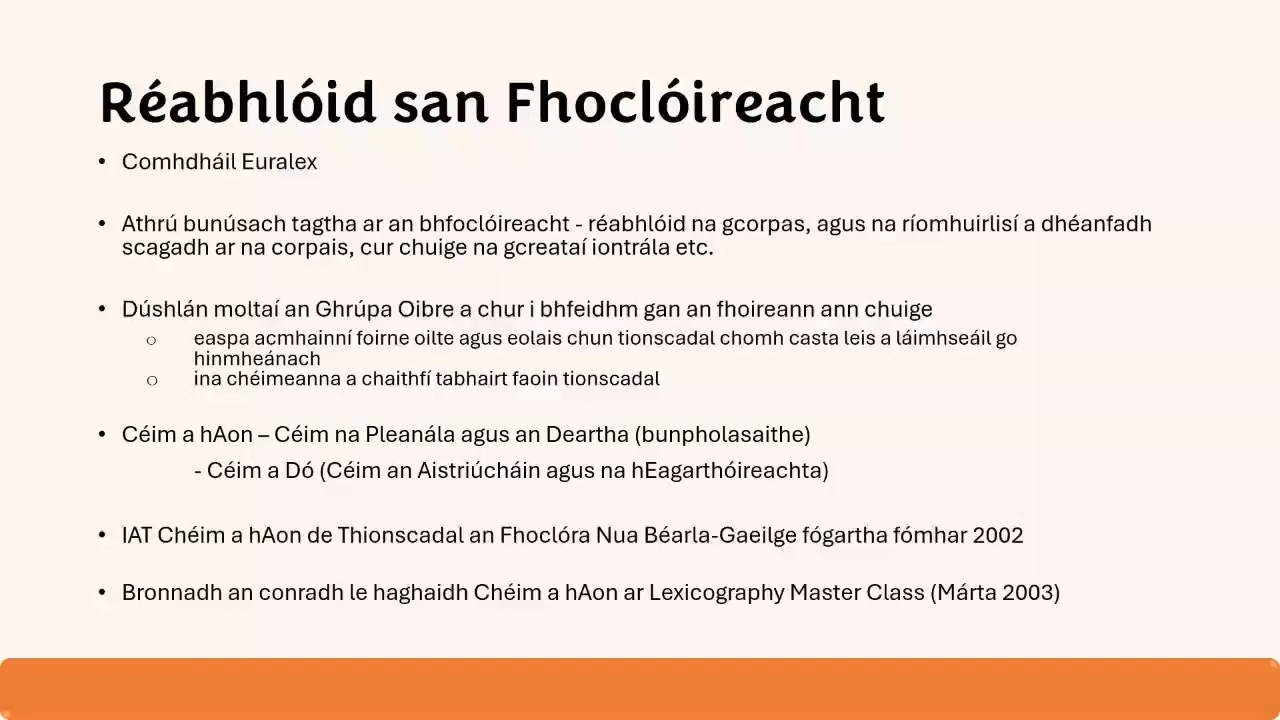 Réabhlóid san Fhoclóireacht
• Comhdháil Euralex
• Athrú bunúsach tagtha ar an bhfoclóireacht - réabhlóid na gcorpas, agus na ríomhuirlisí a dhéanfadh
scagadh ar na corpais, cur chuige na gcreataí iontrála etc.
• Dúshlán moltaí an Ghrúpa Oibre a chur i bhfeidhm gan an fhoireann ann chuige
o easpa acmhainní foirne oilte agus eolais chun tionscadal chomh casta leis a láimhseáil go
hinmheánach
o ina chéimeanna a chaithfí tabhairt faoin tionscadal
• Céim a hAon – Céim na Pleanála agus an Deartha (bunpholasaithe)
- Céim a Dó (Céim an Aistriúcháin agus na hEagarthóireachta)
• IAT Chéim a hAon de Thionscadal an Fhoclóra Nua Béarla-Gaeilge fógartha fómhar 2002
• Bronnadh an conradh le haghaidh Chéim a hAon ar Lexicography Master Class (Márta 2003)